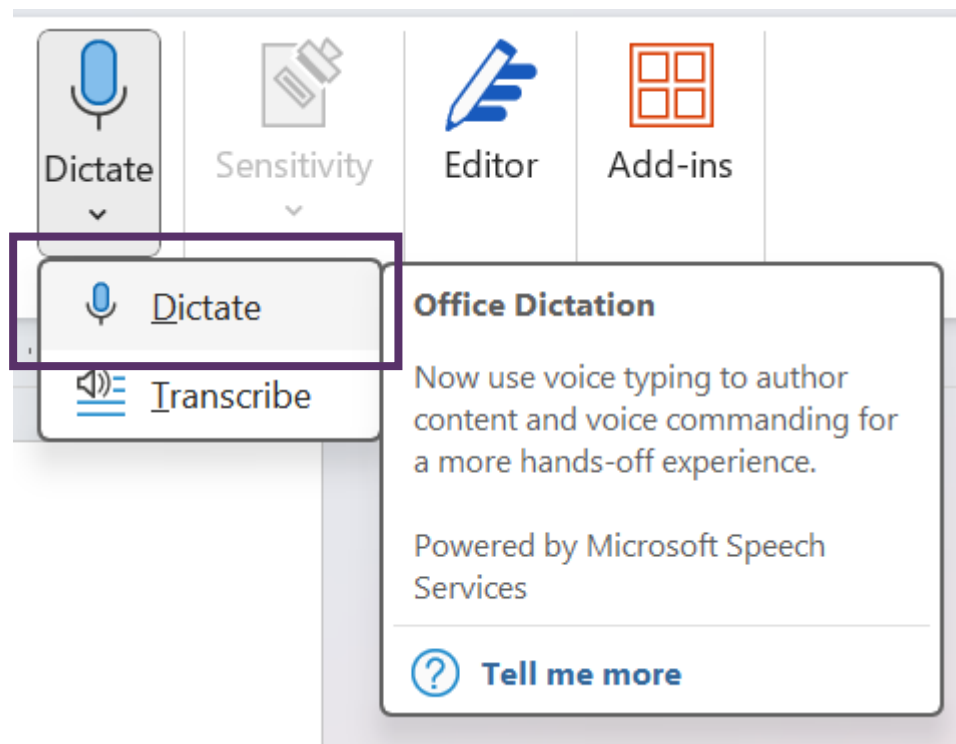 Dictate
Sensitivity
Editor
Add-ins
Dictate
Transcribe
Office Dictation
Now use voice typing to author
content and voice commanding for
a more hands-off experience.
Powered by Microsoft Speech
Services
Tell me more